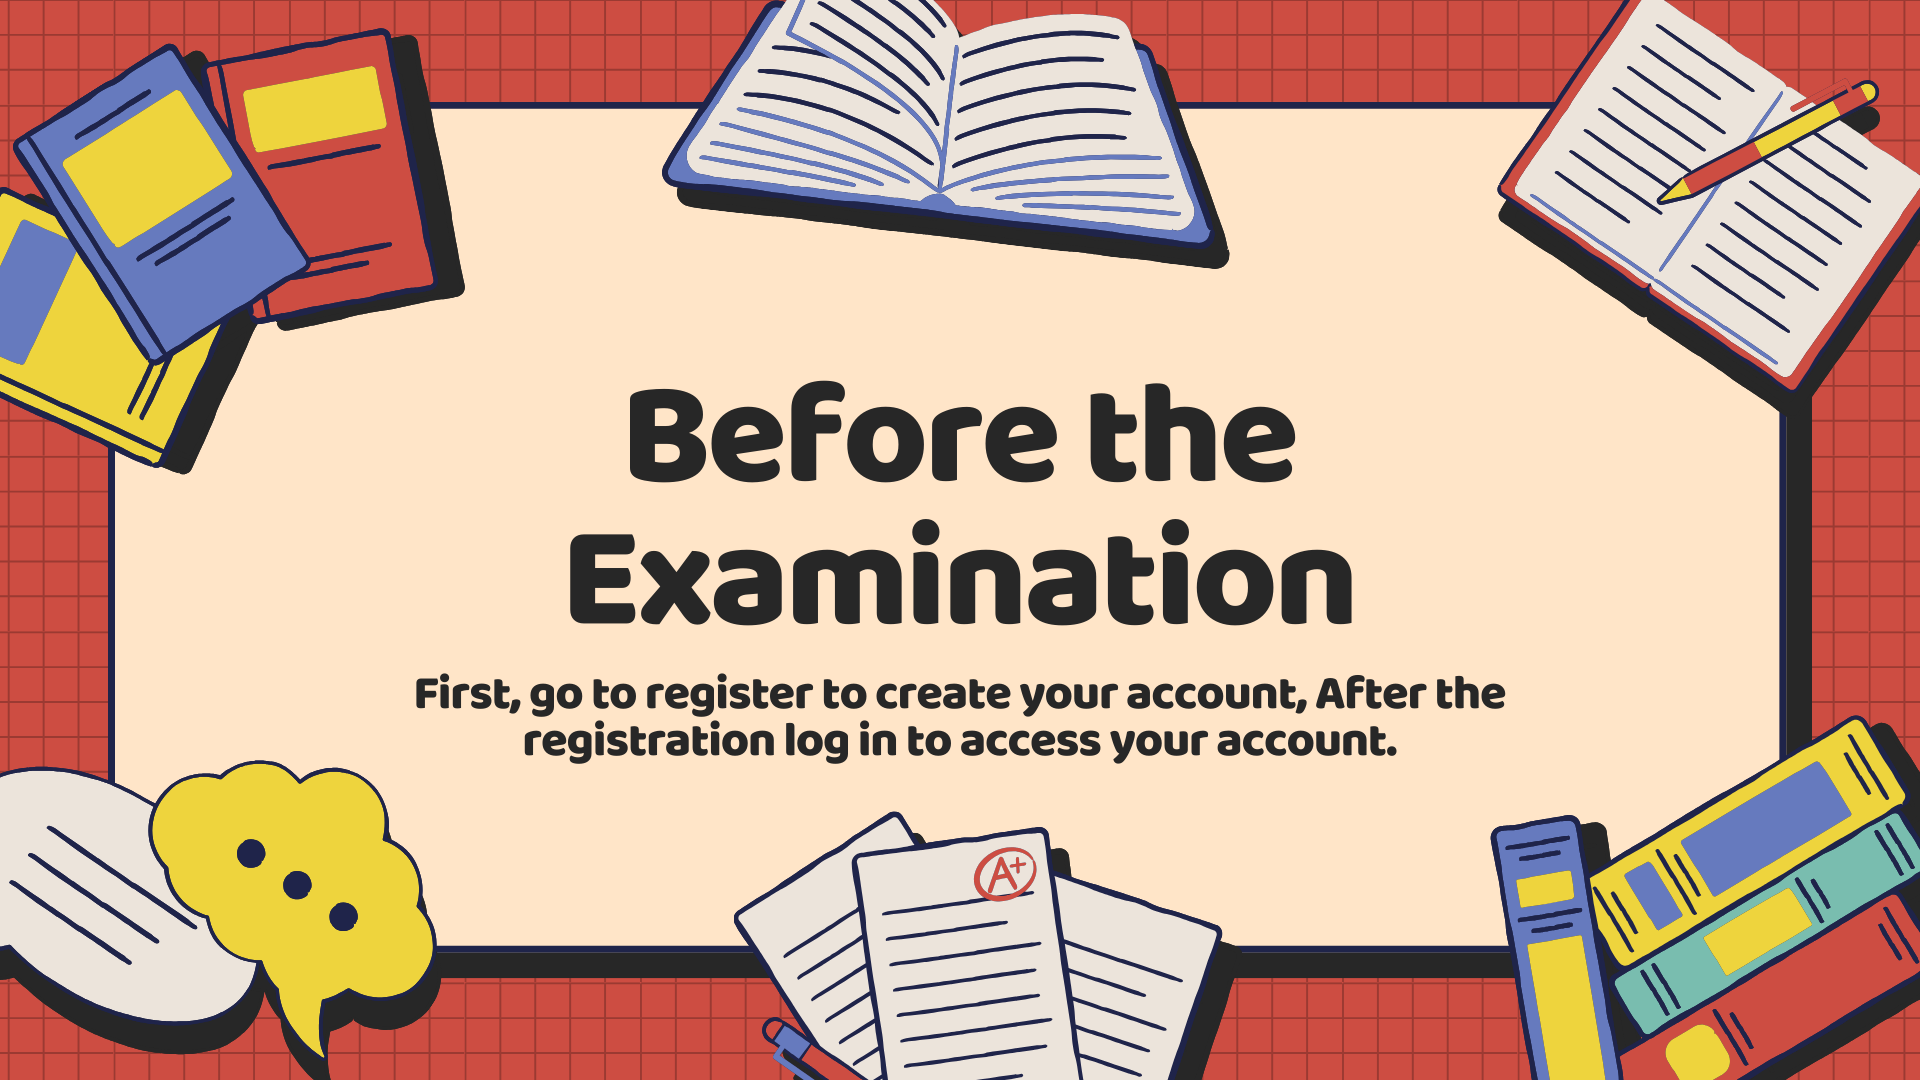 Before the
Examination
First, go to register to create your account, After the
registration log in to access your account.
A+